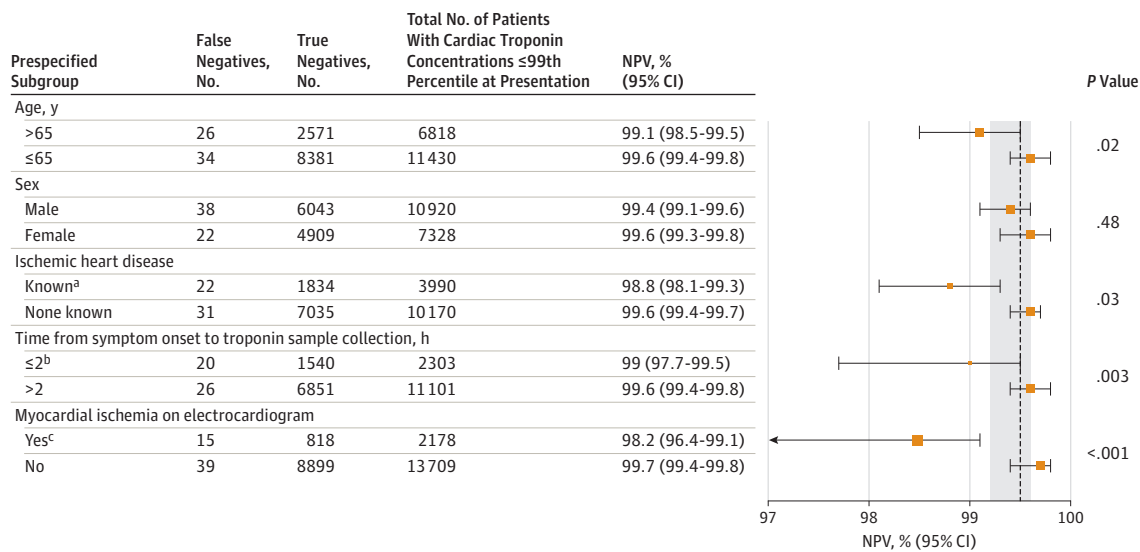 Prespecified Subgroup False Negatives, No. True Negatives, No. Total No. of Patients With Cardiac Troponin Concentrations ≤99th Percentile at Presentation NPV, % (95% CI) P Value
Age, y
>65 26 2571 6818 99.1 (98.5-99.5)
.02
≤65 34 8381 11430 99.6 (99.4-99.8)
Sex
Male 38 6043 10920 99.4 (99.1-99.6)
.48
Female 22 4909 7328 99.6 (99.3-99.8)
Ischemic heart disease
Knownᵃ 22 1834 3990 98.8 (98.1-99.3)
.03
None known 31 7035 10170 99.6 (99.4-99.7)
Time from symptom onset to troponin sample collection, h
≤2ᵇ 20 1540 2303 99 (97.7-99.5)
.003
>2 26 6851 11101 99.6 (99.4-99.8)
Myocardial ischemia on electrocardiogram
Yesᶜ 15 818 2178 98.2 (96.4-99.1)
<.001
No 39 8899 13709 99.7 (99.4-99.8)
97 98 99 100
NPV, % (95% CI)